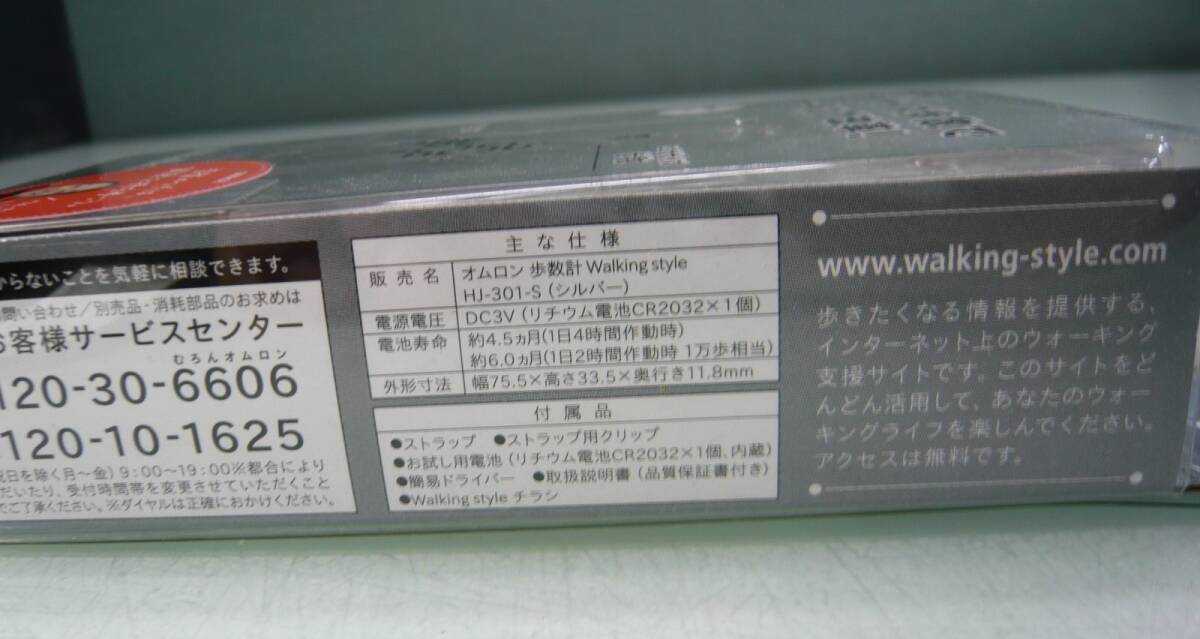 からないことを気軽に相談できます。
問い合わせ/別売品・消耗部品のお求めは
客様サービスセンター
むろんオムロン
120-30-6606
120-10-1625
祝日を除く月～金)9:00～19:00※都合により
だいたり、受付時間帯を変更させていただくこと
でご了承ください。※ダイヤルは正確におかけください。
主な仕様
販売名 オムロン 歩数計 Walking style
HJ-301-S(シルバー)
電源電圧 DC3V(リチウム電池CR2032×1個)
電池寿命 約4.5ヵ月(1日4時間作動時)
約6.0ヵ月(1日2時間作動時 1万歩相当)
外形寸法 幅75.5×高さ33.5×奥行き11.8mm
付属品
●ストラップ ●ストラップ用クリップ
●お試し用電池(リチウム電池CR2032×1個、内蔵)
●簡易ドライバー ●取扱説明書(品質保証書付き)
●Walking style チラシ
www.walking-style.com
歩きたくなる情報を提供する、
インターネット上のウォーキング
支援サイトです。このサイトをど
んどん活用して、あなたのウォー
キングライフを楽しんでください。
アクセスは無料です。